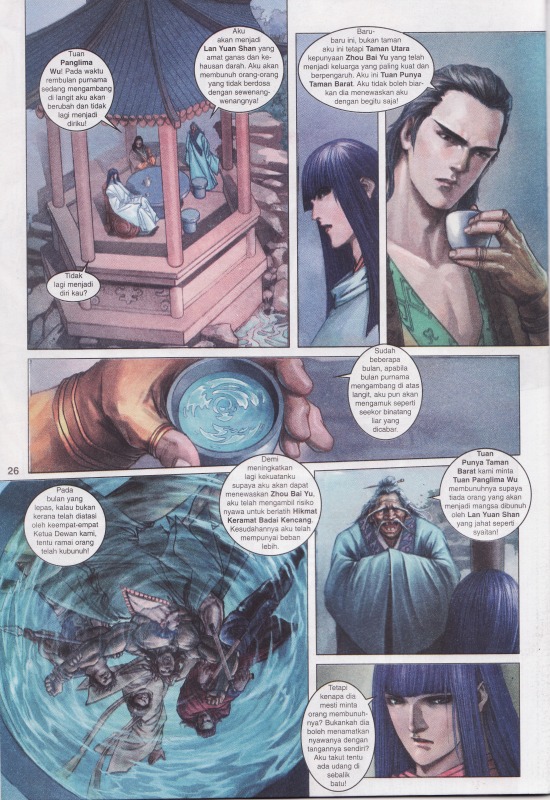 Tuan
Panglima
Wu! Pada waktu
rembulan purnama
sedang mengambang
di langit aku akan
berubah dan tidak
lagi menjadi
diriku!
Aku
akan menjadi
Lan Yuan Shan yang
amat ganas dan ke-
hausan darah. Aku akan
membunuh orang-orang
yang tidak berdosa
dengan sewenang-
wenangnya!
Tidak
lagi menjadi
diri kau?
Baru-
baru ini, bukan taman
aku ini tetapi Taman Utara
kepunyaan Zhou Bai Yu yang telah
menjadi keluarga yang paling kuat dan
berpengaruh. Aku ini Tuan Punya
Taman Barat. Aku tidak boleh biar-
kan dia menewaskan aku
dengan begitu saja!
Sudah
beberapa
bulan, apabila
bulan purnama
mengambang di atas
langit, aku pun akan
mengamuk seperti
seekor binatang
liar yang
dicabar.
26
Pada
bulan yang
lepas, kalau bukan
kerana telah diatasi
oleh keempat-empat
Ketua Dewan kami,
tentu ramai orang
telah kubunuh!
Demi
meningkatkan
lagi kekuatanku
supaya aku akan dapat
menewaskan Zhou Bai Yu,
aku telah mengambil risiko
nyawa untuk berlatih Hikmat
Keramat Badai Kencang.
Kesudahannya aku telah
mempunyai beban
lebih.
Tuan
Punya Taman
Barat kami minta
Tuan Panglima Wu
membunuhnya supaya
tiada orang yang akan
menjadi mangsa dibunuh
oleh Lan Yuan Shan
yang jahat seperti
syaitan!
Tetapi
kenapa dia
mesti minta
orang membunuh-
nya? Bukankah dia
boleh menamatkan
nyawanya dengan
tangannya sendiri?
Aku takut tentu
ada udang di
sebalik
batu!